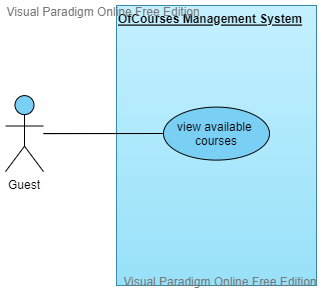 Visual Paradigm Online Free Edition
OfCourses Management System
view available
courses
Guest
Visual Paradigm Online Free Edition